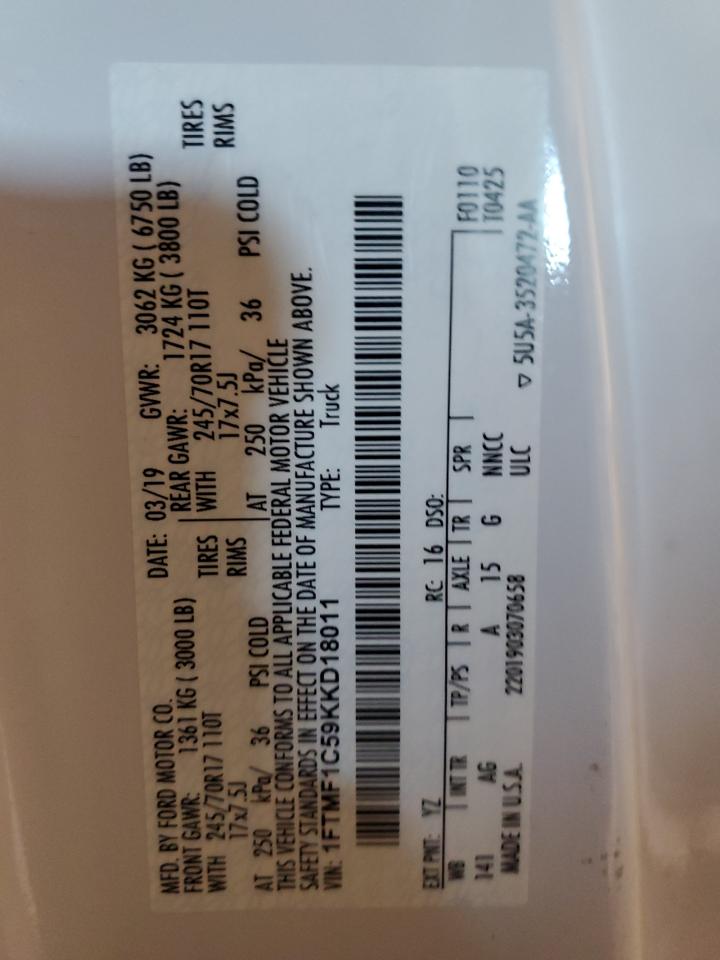 MFD. BY FORD MOTOR CO.
DATE: 03/19 GVWR: 3062 KG ( 6750 LB)
FRONT GAWR: 1361 KG ( 3000 LB) REAR GAWR: 1724 KG ( 3800 LB)
WITH 245/70R17 110T TIRES WITH 245/70R17 110T TIRES
17x7.5J RIMS 17x7.5J RIMS
AT 250 kPa/ 36 PSI COLD AT 250 kPa/ 36 PSI COLD
THIS VEHICLE CONFORMS TO ALL APPLICABLE FEDERAL MOTOR VEHICLE
SAFETY STANDARDS IN EFFECT ON THE DATE OF MANUFACTURE SHOWN ABOVE.
VIN: 1FTMF1C59KKD18011 TYPE: Truck
EXT PNT: YZ RC: 16 DSO:
WB INT TR TP/PS R AXLE TR SPR F0110
141 AG A 15 G NNCC T0425
MADE IN U.S.A. 2201903070658 ULC
▽ 5U5A-3520472-AA